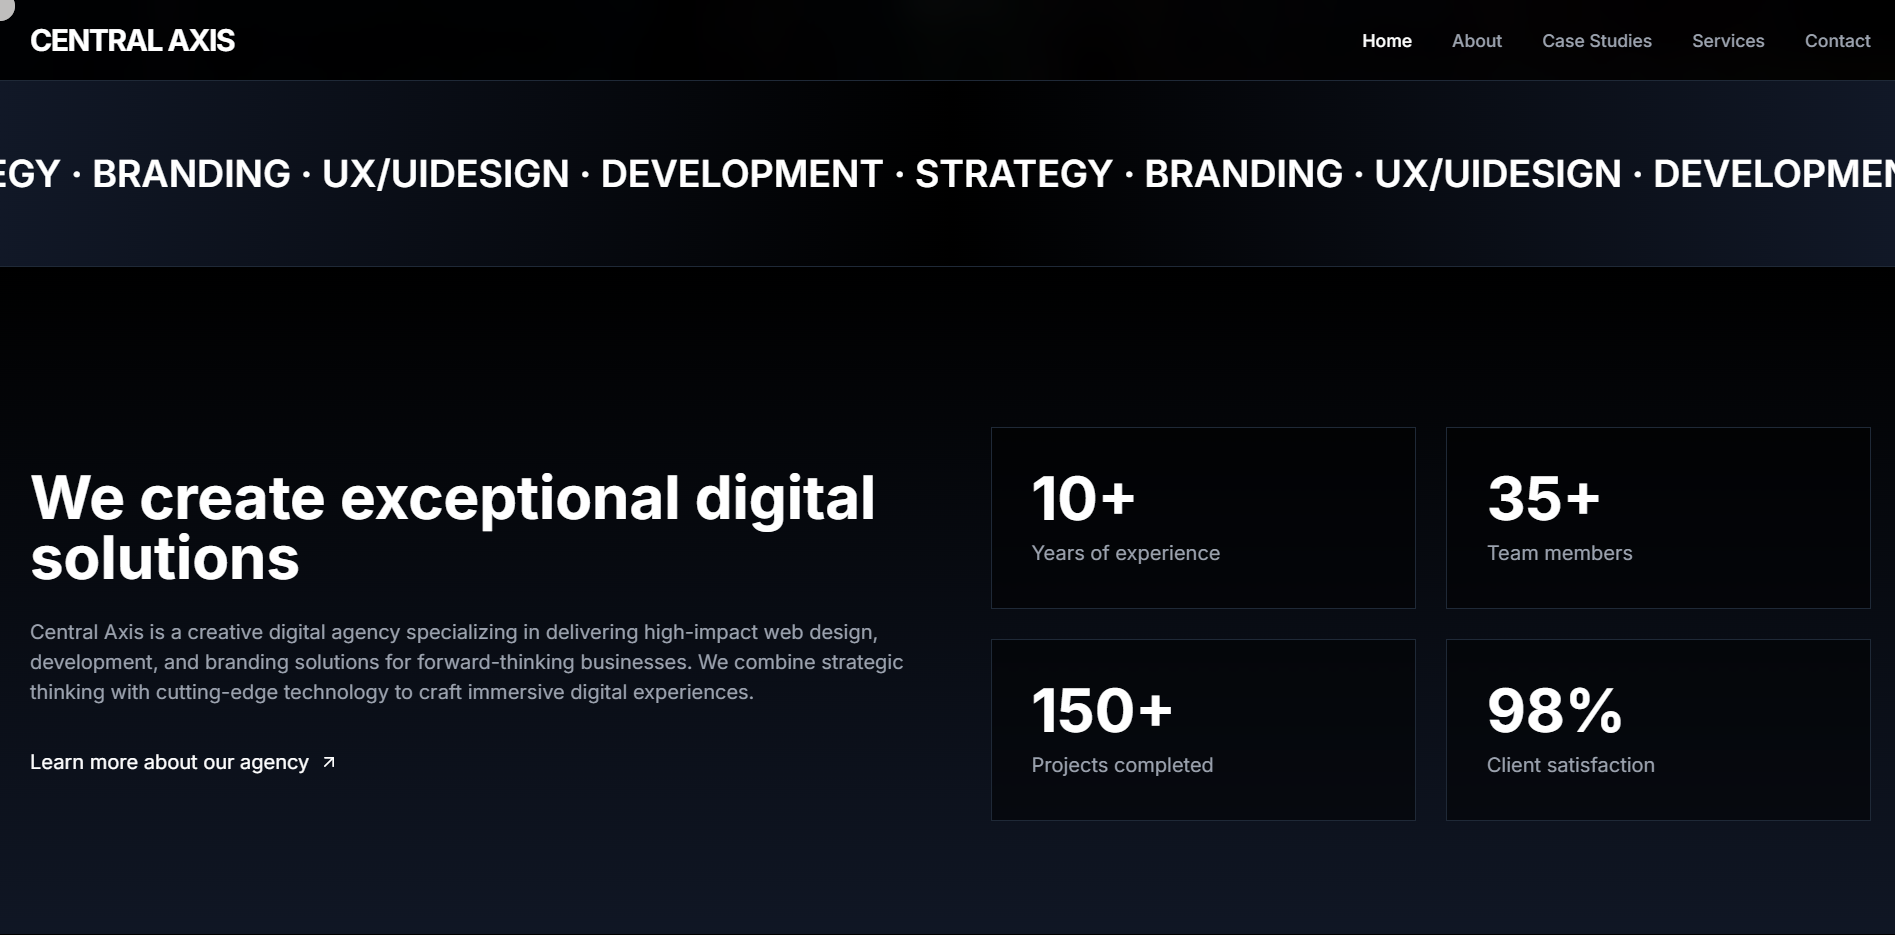 CENTRAL AXIS
Home About Case Studies Services Contact
EGY · BRANDING · UX/UIDESIGN · DEVELOPMENT · STRATEGY · BRANDING · UX/UIDESIGN · DEVELOPMEN
We create exceptional digital
solutions
Central Axis is a creative digital agency specializing in delivering high-impact web design,
development, and branding solutions for forward-thinking businesses. We combine strategic
thinking with cutting-edge technology to craft immersive digital experiences.
Learn more about our agency
10+
Years of experience
35+
Team members
150+
Projects completed
98%
Client satisfaction